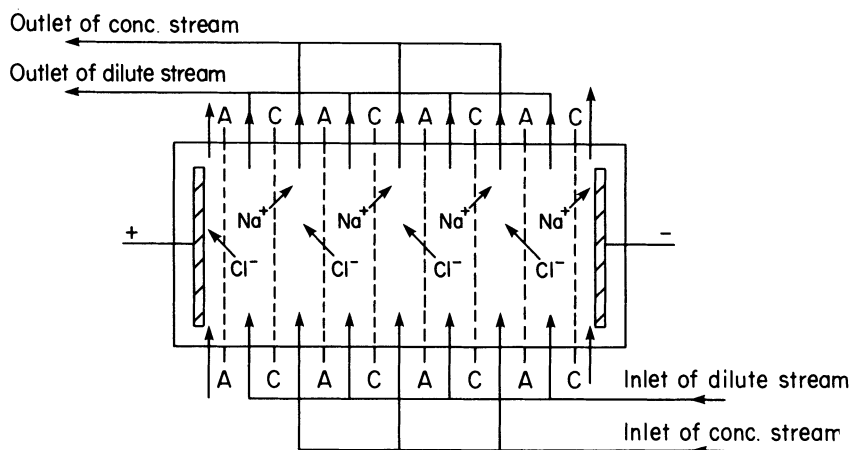 Outlet of conc. stream
Outlet of dilute stream
A C A C A C A C
Na+ Na+ Na+ Na+
+ −
Cl− Cl− Cl− Cl−
A C A C A C A C
Inlet of dilute stream
Inlet of conc. stream